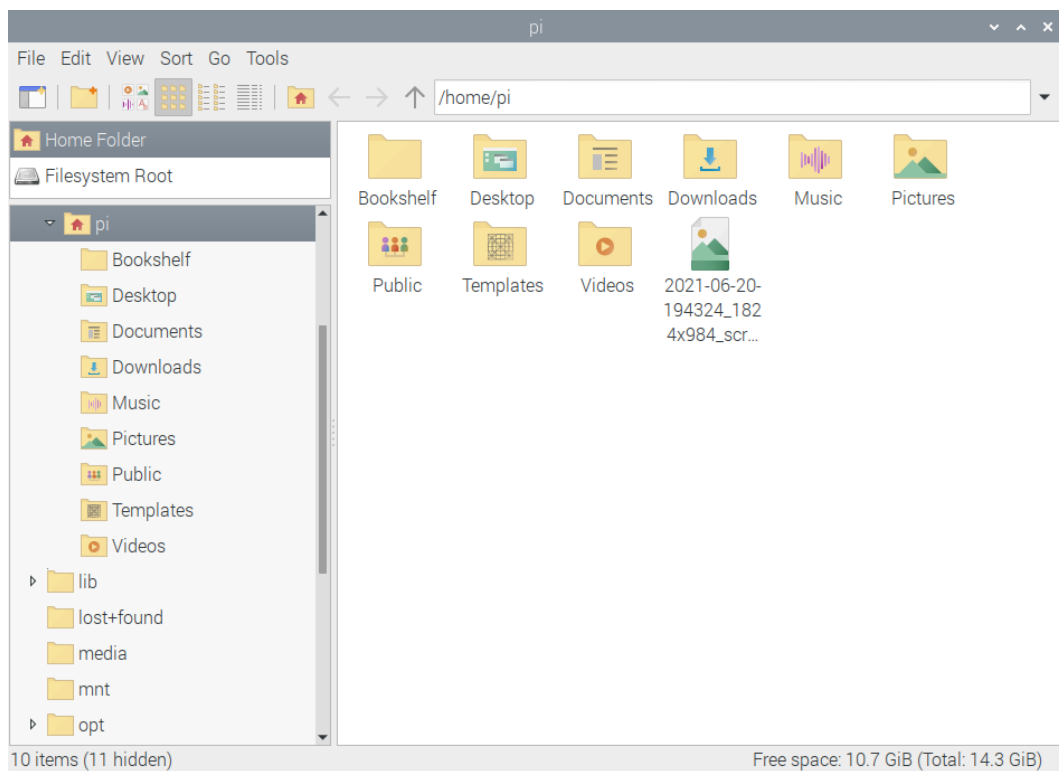 pi
File Edit View Sort Go Tools
/home/pi
Home Folder
Filesystem Root
pi
Bookshelf
Desktop
Documents
Downloads
Music
Pictures
Public
Templates
Videos
lib
lost+found
media
mnt
opt
Bookshelf Desktop Documents Downloads Music Pictures
Public Templates Videos 2021-06-20-
194324_182
4x984_scr...
10 items (11 hidden) Free space: 10.7 GiB (Total: 14.3 GiB)